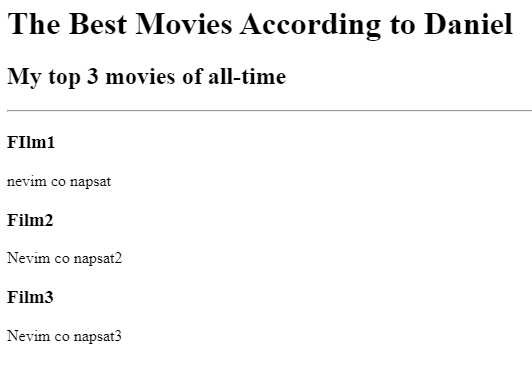 The Best Movies According to Daniel
My top 3 movies of all-time
FIlm1
nevim co napsat
Film2
Nevim co napsat2
Film3
Nevim co napsat3